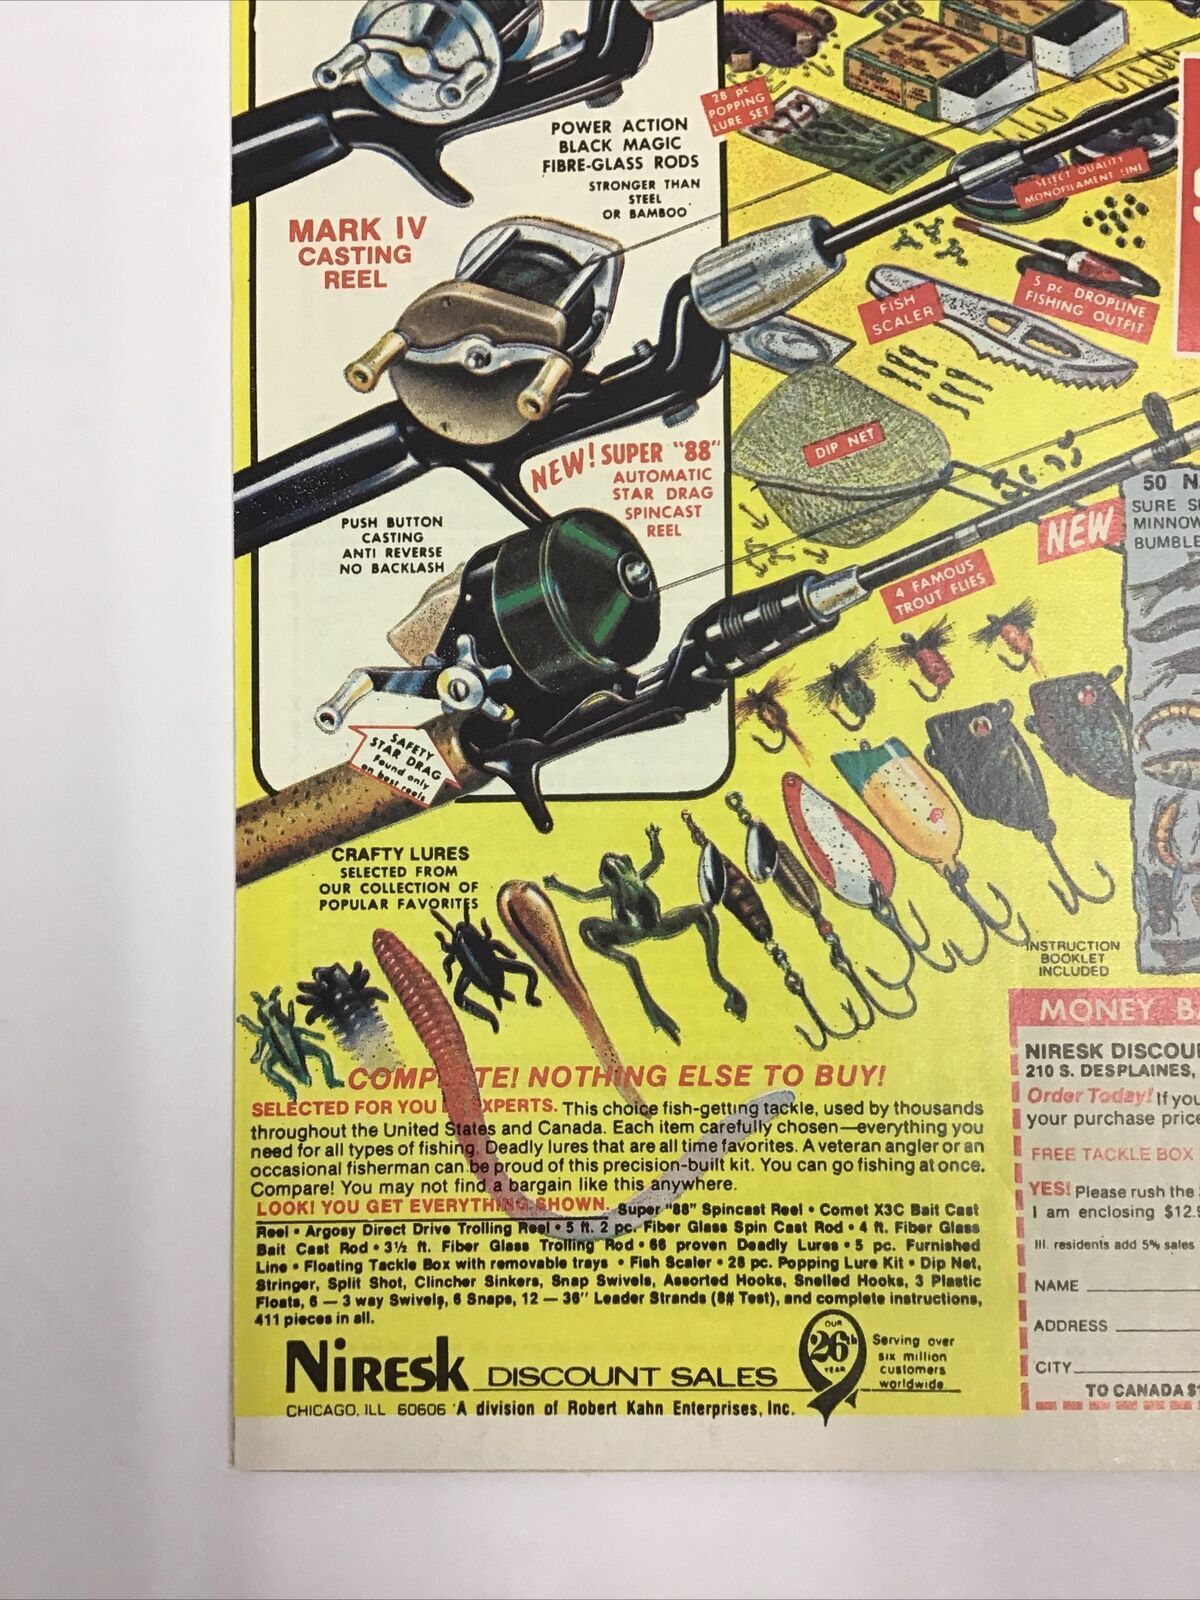 28 pc
POPPING
LURE SET
POWER ACTION
BLACK MAGIC
FIBRE-GLASS RODS
STRONGER THAN
STEEL
OR BAMBOO
SELECT QUALITY
MONOFILAMENT LINE
MARK IV
CASTING
REEL
FISH
SCALER
5 pc DROPLINE
FISHING OUTFIT
DIP NET
NEW! SUPER "88"
AUTOMATIC
STAR DRAG
SPINCAST
REEL
PUSH BUTTON
CASTING
ANTI REVERSE
NO BACKLASH
50 N
SURE S
MINNOW
BUMBLE
NEW
4 FAMOUS
TROUT FLIES
SAFETY
STAR DRAG
Found only
on best reels
CRAFTY LURES
SELECTED FROM
OUR COLLECTION OF
POPULAR FAVORITES
INSTRUCTION
BOOKLET
INCLUDED
COMP TE! NOTHING ELSE TO BUY!
SELECTED FOR YOU XPERTS. This choice fish-getting tackle, used by thousands
throughout the United States and Canada. Each item carefully chosen—everything you
need for all types of fishing. Deadly lures that are all time favorites. A veteran angler or an
occasional fisherman can be proud of this precision-built kit. You can go fishing at once.
Compare! You may not find a bargain like this anywhere.
LOOK! YOU GET EVERYTHING SHOWN. Super "88" Spincast Reel • Comet X3C Bait Cast
Reel • Argosy Direct Drive Trolling Reel • 5 ft. 2 pc. Fiber Glass Spin Cast Rod • 4 ft. Fiber Glass
Bait Cast Rod • 3½ ft. Fiber Glass Trolling Rod • 66 proven Deadly Lures • 5 pc. Furnished
Line • Floating Tackle Box with removable trays • Fish Scaler • 28 pc. Popping Lure Kit • Dip Net,
Stringer, Split Shot, Clincher Sinkers, Snap Swivels, Assorted Hooks, Snelled Hooks, 3 Plastic
Floats, 6 — 3 way Swivels, 6 Snaps, 12 — 36" Leader Strands (8# Test), and complete instructions,
411 pieces in all.
NIRESK DISCOUNT SALES
OUR
26th
YEAR
Serving over
six million
customers
worldwide
CHICAGO, ILL 60606 A division of Robert Kahn Enterprises, Inc.
MONEY B
NIRESK DISCOU
210 S. DESPLAINES,
Order Today! If you
your purchase price
FREE TACKLE BOX
YES! Please rush the
I am enclosing $12.9
Ill. residents add 5% sales
NAME
ADDRESS
CITY
TO CANADA $1